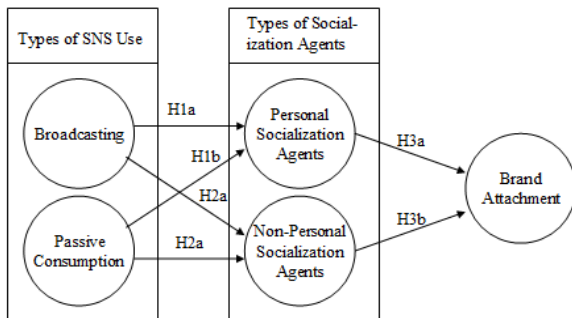 Types of SNS Use
Types of Social-
ization Agents
Broadcasting
H1a
Personal
Socialization
Agents
H3a
H1b
Brand
Attachment
H2a
Passive
Consumption
H2a
Non-Personal
Socialization
Agents
H3b